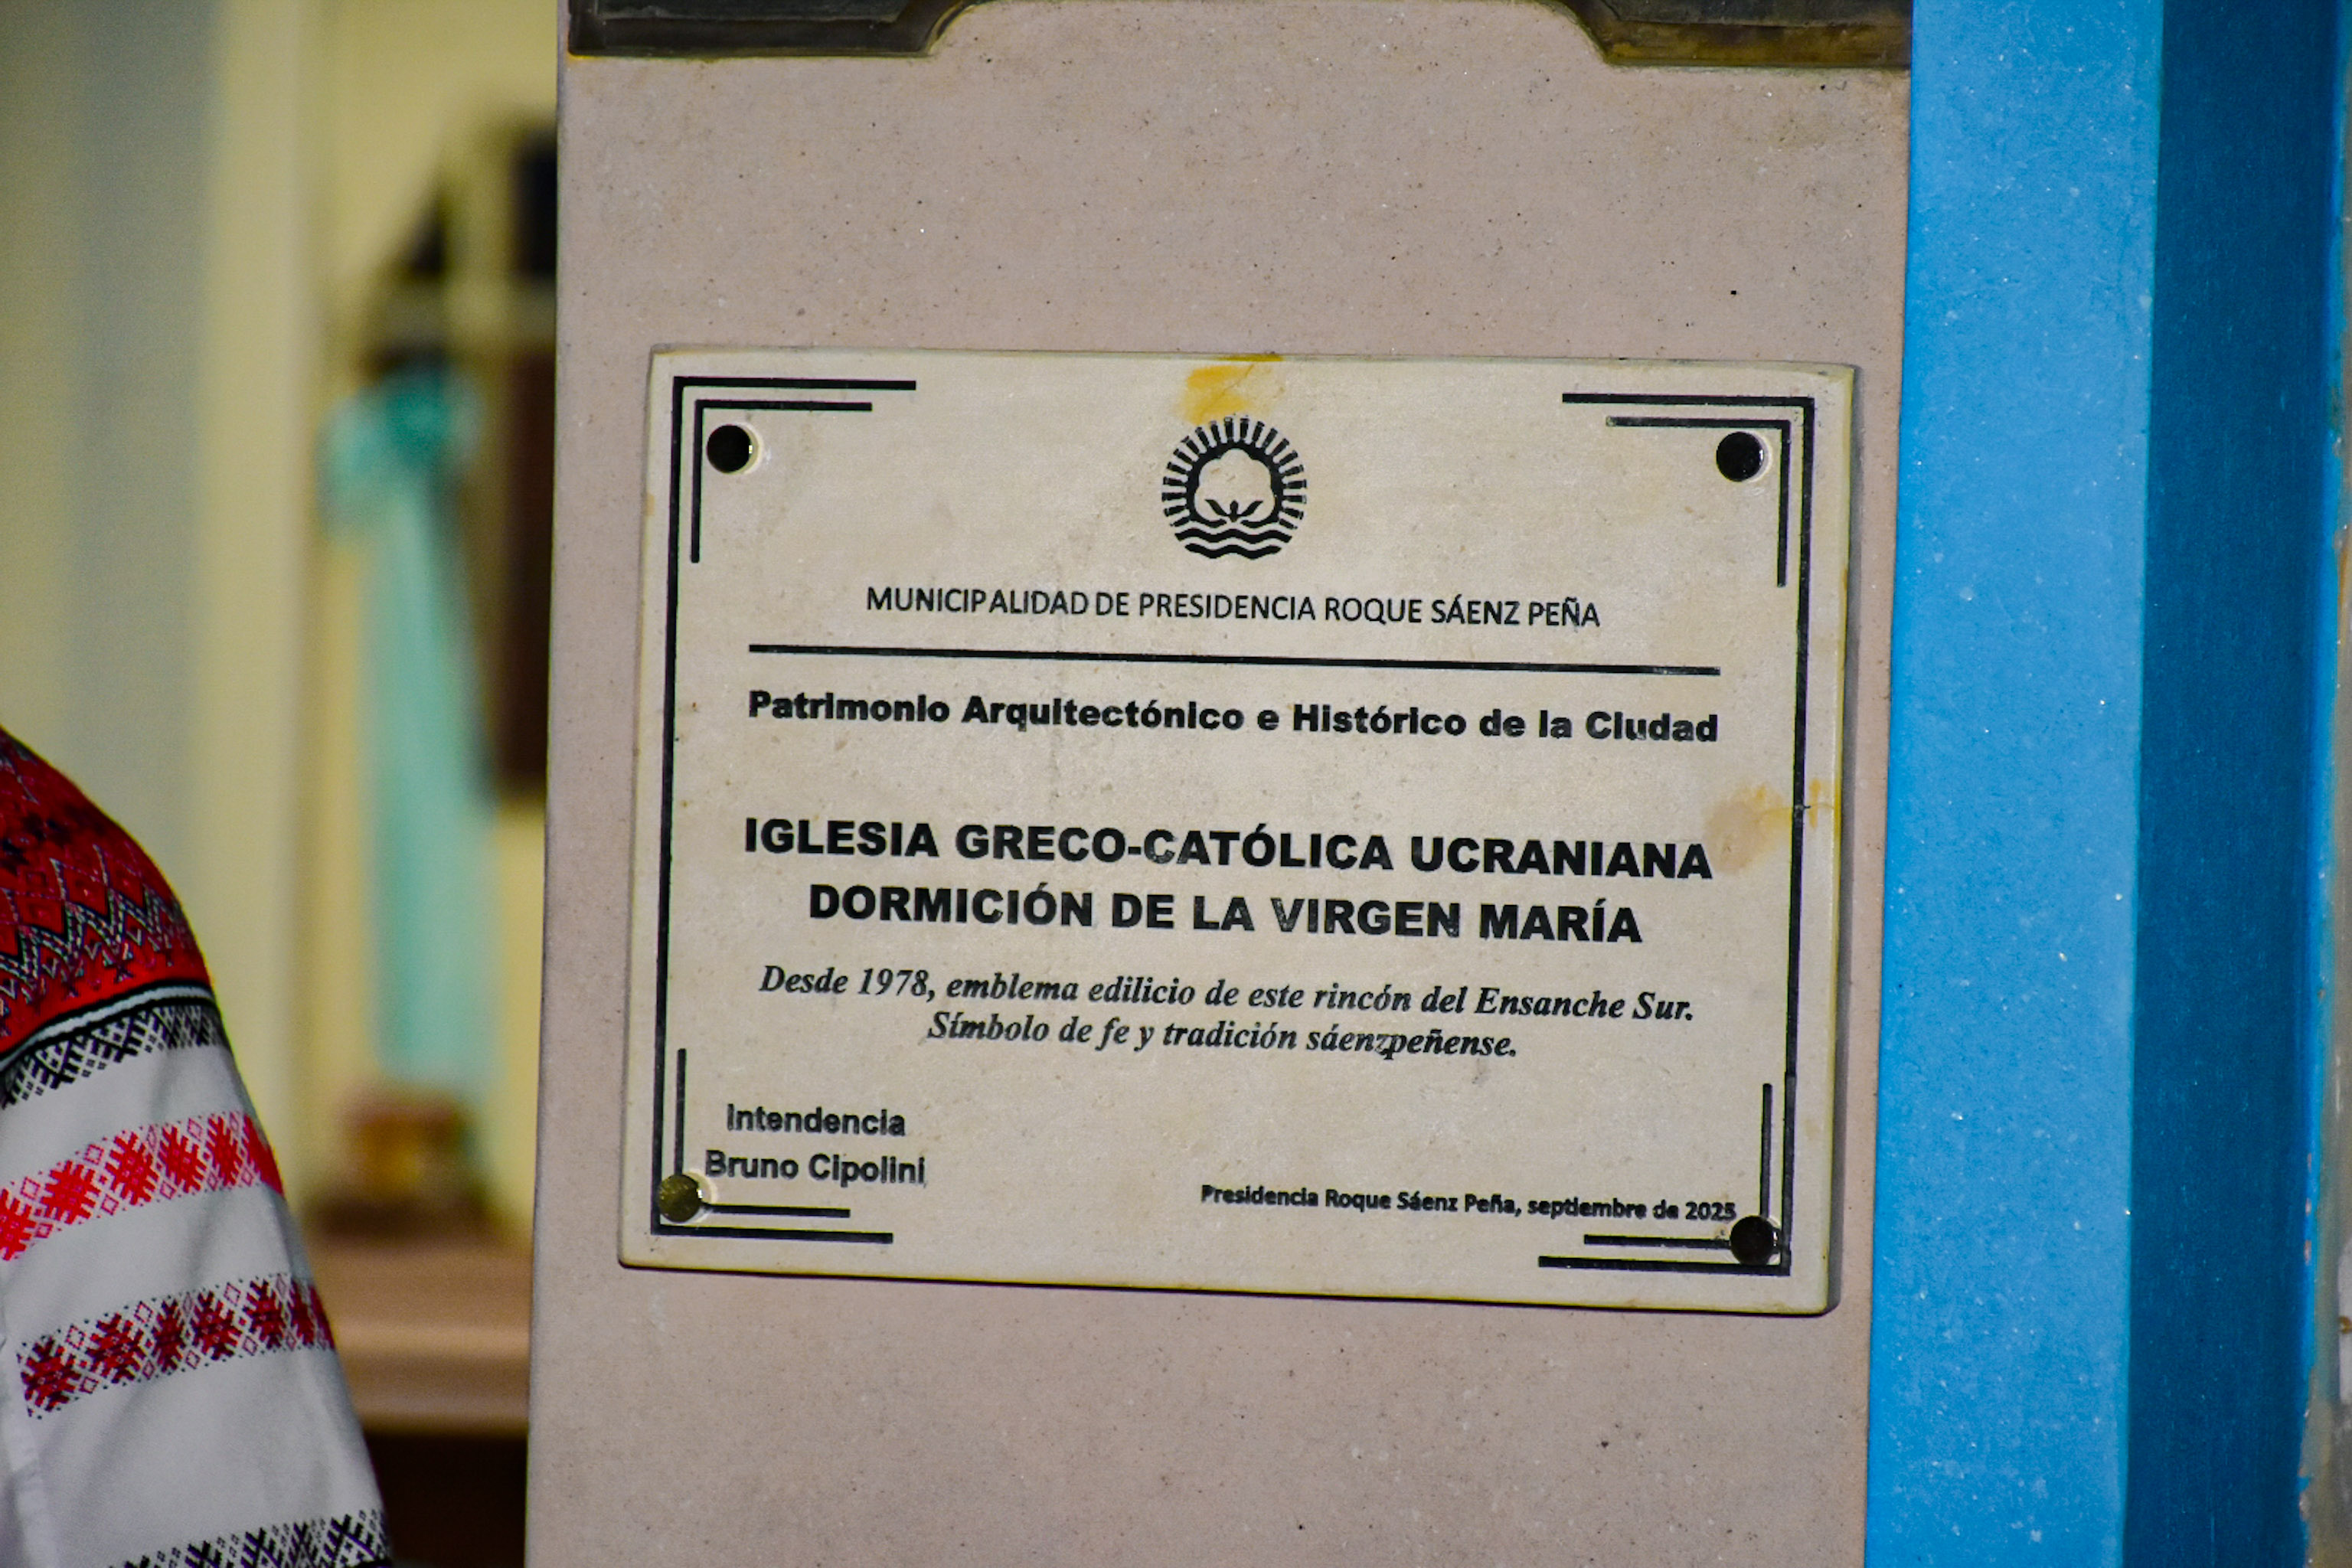 MUNICIPALIDAD DE PRESIDENCIA ROQUE SÁENZ PEÑA
Patrimonio Arquitectónico e Histórico de la Ciudad
IGLESIA GRECO-CATÓLICA UCRANIANA
DORMICIÓN DE LA VIRGEN MARÍA
Desde 1978, emblema edilicio de este rincón del Ensanche Sur.
Símbolo de fe y tradición sáenzpeñense.
Intendencia
Bruno Cipolini
Presidencia Roque Sáenz Peña, septiembre de 2025